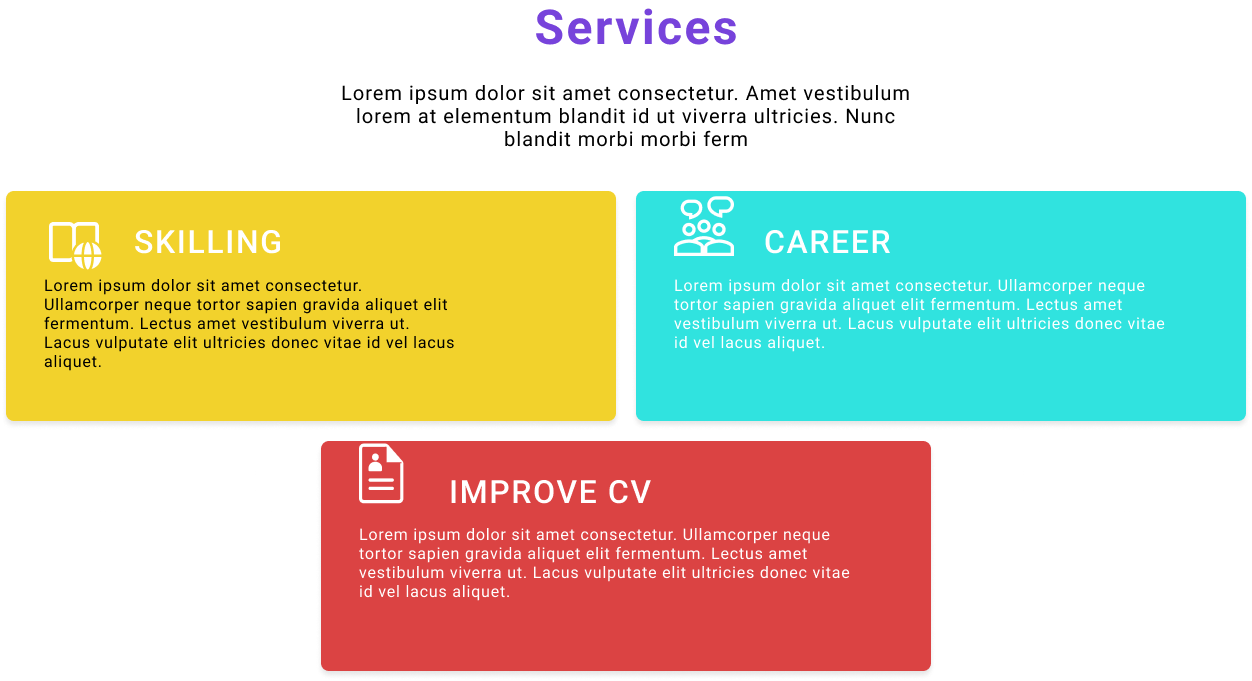 Services
Lorem ipsum dolor sit amet consectetur. Amet vestibulum
lorem at elementum blandit id ut viverra ultricies. Nunc
blandit morbi morbi ferm
SKILLING
Lorem ipsum dolor sit amet consectetur.
Ullamcorper neque tortor sapien gravida aliquet elit
fermentum. Lectus amet vestibulum viverra ut.
Lacus vulputate elit ultricies donec vitae id vel lacus
aliquet.
CAREER
Lorem ipsum dolor sit amet consectetur. Ullamcorper neque
tortor sapien gravida aliquet elit fermentum. Lectus amet
vestibulum viverra ut. Lacus vulputate elit ultricies donec vitae
id vel lacus aliquet.
IMPROVE CV
Lorem ipsum dolor sit amet consectetur. Ullamcorper neque
tortor sapien gravida aliquet elit fermentum. Lectus amet
vestibulum viverra ut. Lacus vulputate elit ultricies donec vitae
id vel lacus aliquet.